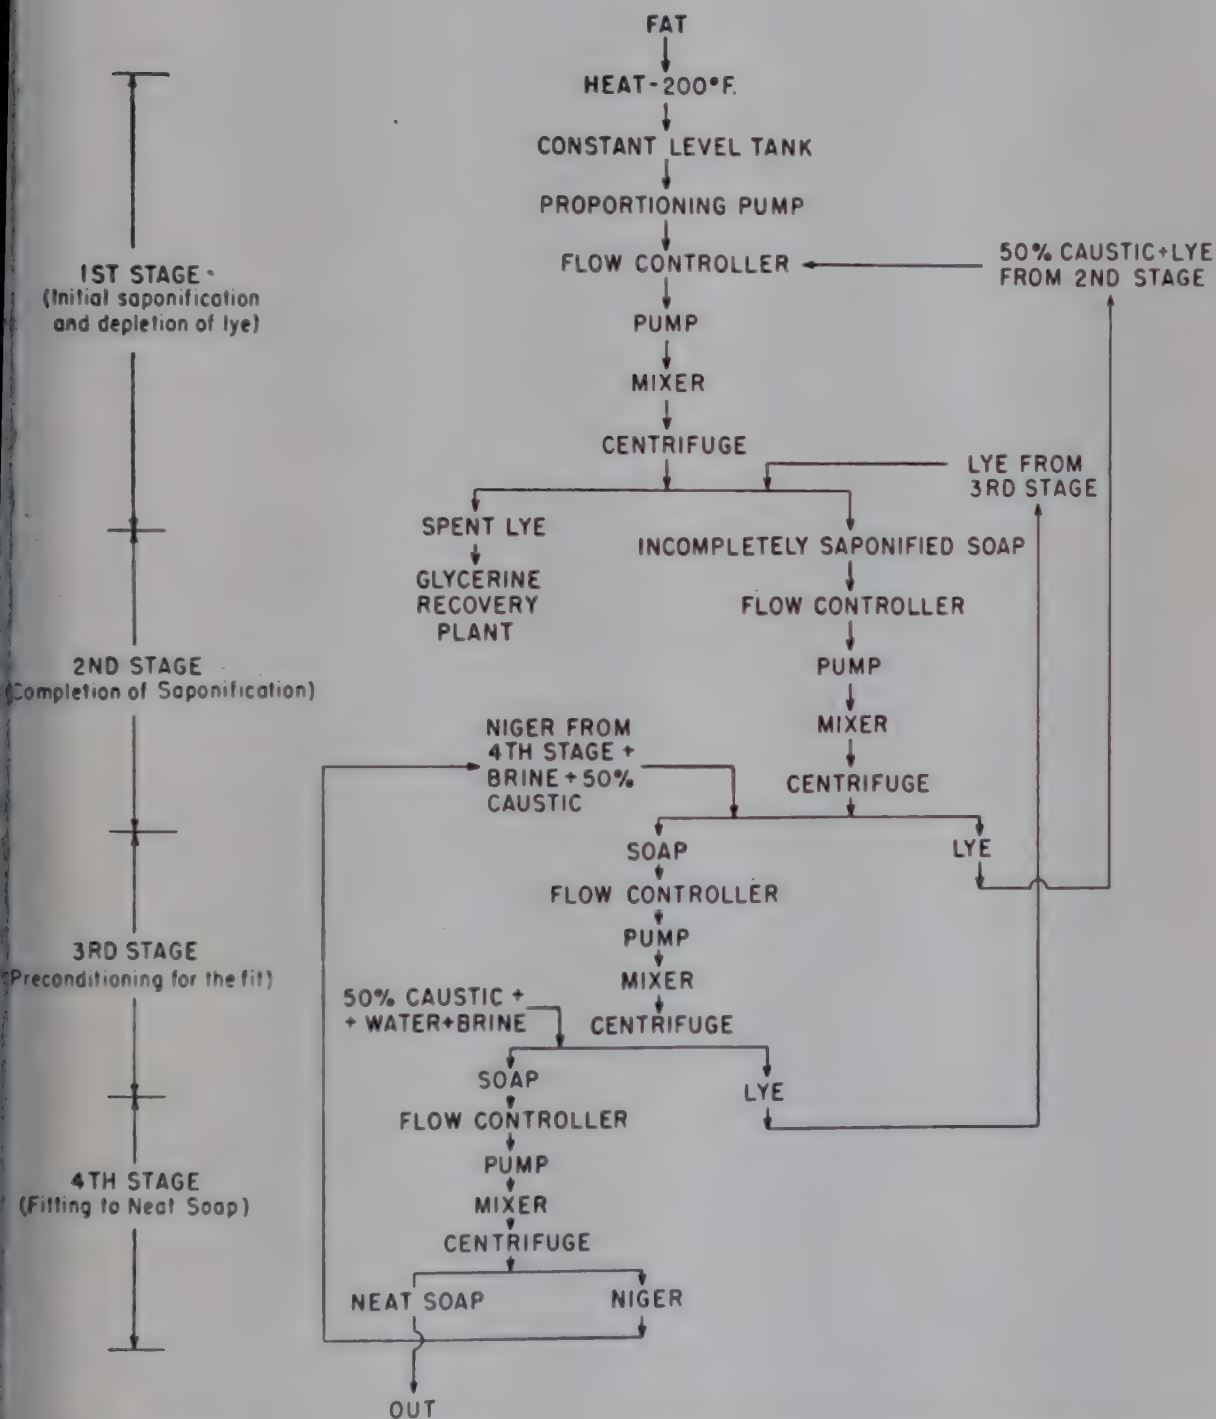 FAT
HEAT-200°F.
CONSTANT LEVEL TANK
PROPORTIONING PUMP
FLOW CONTROLLER
50% CAUSTIC+LYE
FROM 2ND STAGE
1ST STAGE
(Initial saponification
and depletion of lye)
PUMP
MIXER
CENTRIFUGE
LYE FROM
3RD STAGE
SPENT LYE
INCOMPLETELY SAPONIFIED SOAP
GLYCERINE
RECOVERY
PLANT
FLOW CONTROLLER
PUMP
2ND STAGE
(Completion of Saponification)
MIXER
NIGER FROM
4TH STAGE +
BRINE+50%
CAUSTIC
CENTRIFUGE
SOAP
LYE
FLOW CONTROLLER
PUMP
3RD STAGE
(Preconditioning for the fit)
MIXER
50% CAUSTIC +
+ WATER+BRINE
CENTRIFUGE
SOAP
LYE
FLOW CONTROLLER
PUMP
4TH STAGE
(Fitting to Neat Soap)
MIXER
CENTRIFUGE
NEAT SOAP
NIGER
OUT